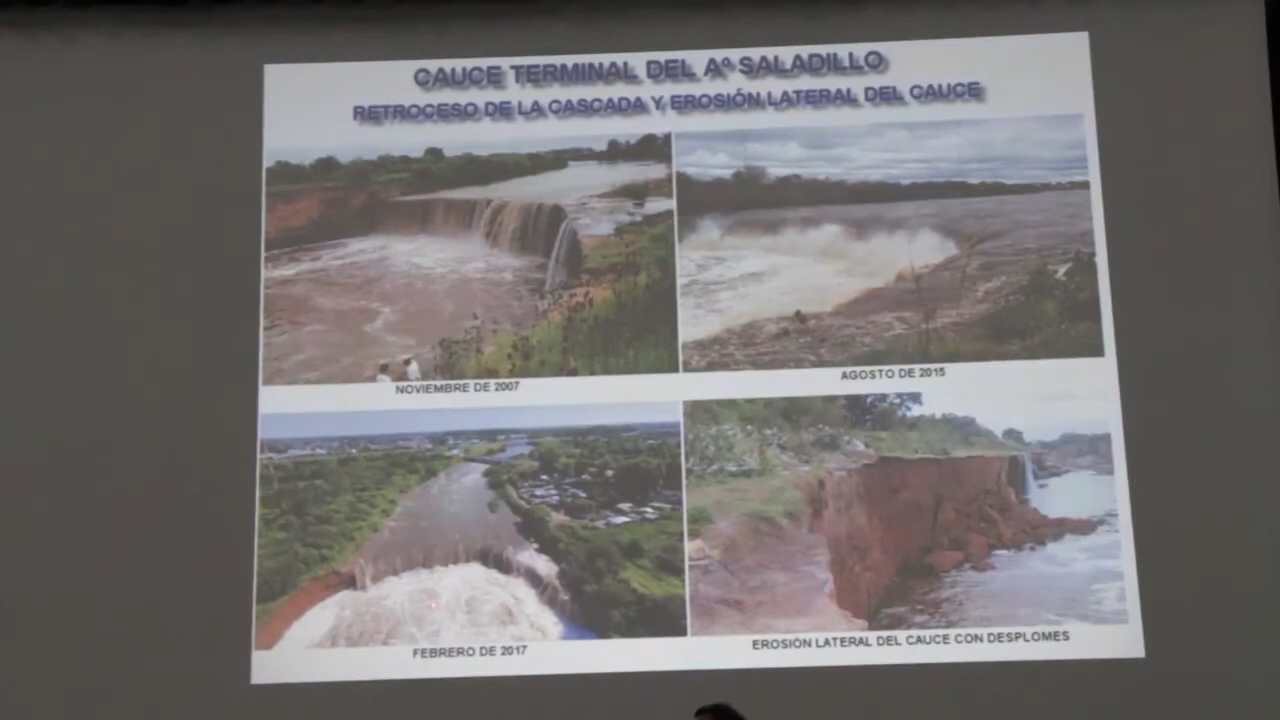 CAUCE TERMINAL DEL Aº SALADILLO
RETROCESO DE LA CASCADA Y EROSIÓN LATERAL DEL CAUCE
NOVIEMBRE DE 2007
AGOSTO DE 2015
FEBRERO DE 2017
EROSIÓN LATERAL DEL CAUCE CON DESPLOMES